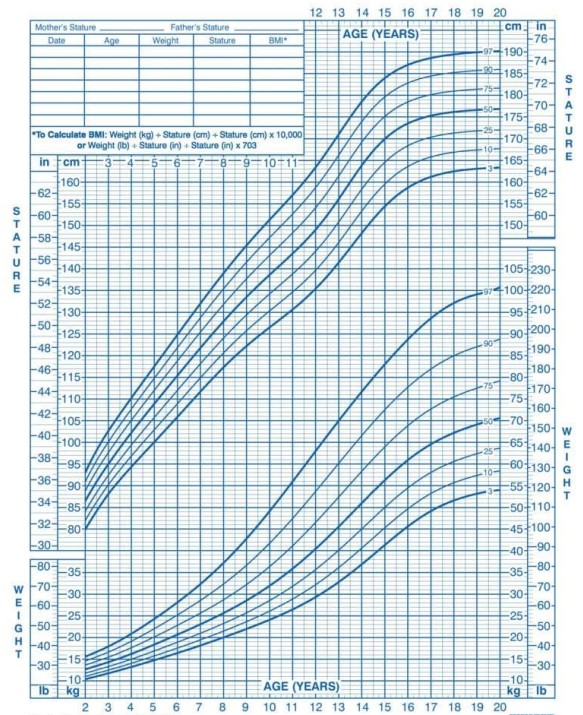 12 13 14 15 16 17 18 19 20
Mother's Stature Father's Stature
Date Age Weight Stature BMI*
AGE (YEARS)
*To Calculate BMI: Weight (kg) ÷ Stature (cm) ÷ Stature (cm) x 10,000
or Weight (lb) ÷ Stature (in) ÷ Stature (in) x 703
in cm 3 4 5 6 7 8 9 10 11
cm in
76
97 190 74
90 185 72
75 180 70
50 175 68
25 170 66
10 165 64
3 160 62
155 60
150
160 62
155 60
150 58
145 56
140 54
135 52
130 50
125 48
120 46
115 44
110 42
105 40
100 38
95 36
90 34
85 32
80 30
STATURE
STATURE
105 230
97 100 220
95 210
90 90 200
85 190
75 80 180
75 170
50 70 160
65 150
25 60 140
10 55 130
3 50 120
45 110
40 100
35 90
30 80
25 70
20 60
15 50
10 40
30
80 35
70 30
60 25
50 20
40 15
30 10
WEIGHT
WEIGHT
lb kg
AGE (YEARS)
kg lb
2 3 4 5 6 7 8 9 10 11 12 13 14 15 16 17 18 19 20